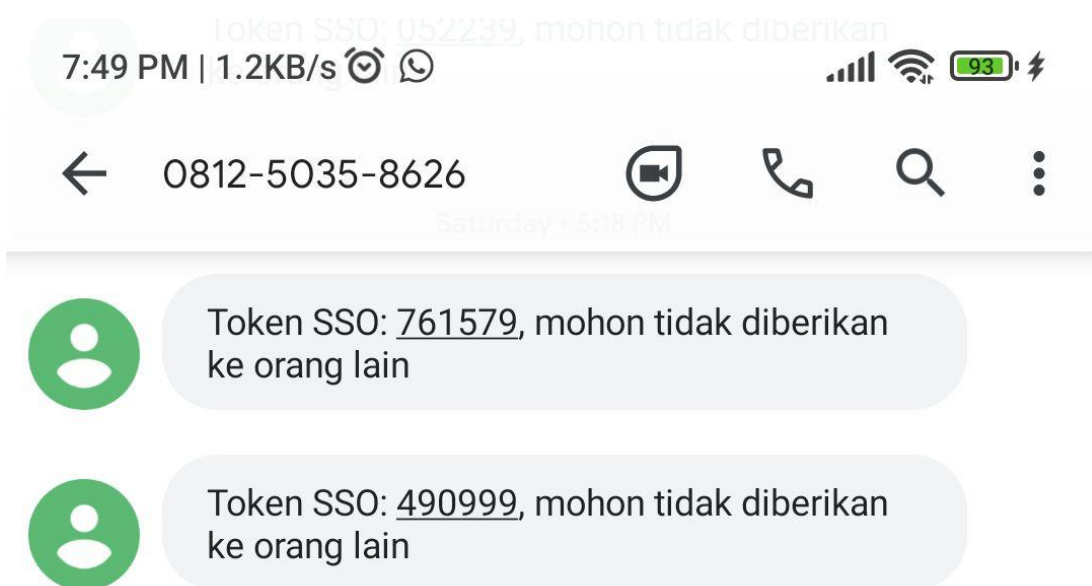 Token SSO: 052239, mohon tidak diberikan
7:49 PM | 1.2KB/s
93
0812-5035-8626
Saturday • 5:18 PM
Token SSO: 761579, mohon tidak diberikan
ke orang lain
Token SSO: 490999, mohon tidak diberikan
ke orang lain